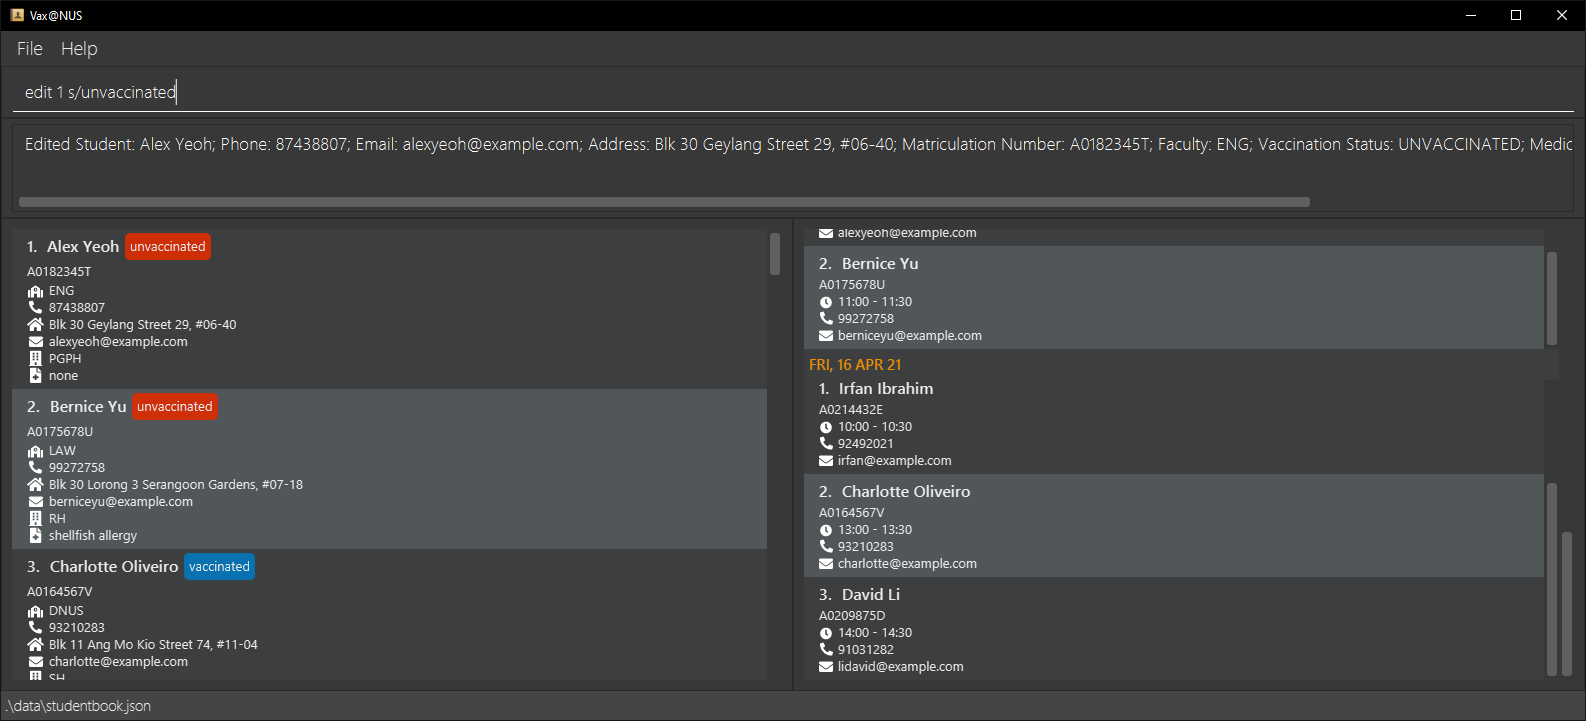 Vax@NUS
File Help
edit 1 s/unvaccinated
Edited Student: Alex Yeoh; Phone: 87438807; Email: alexyeoh@example.com; Address: Blk 30 Geylang Street 29, #06-40; Matriculation Number: A0182345T; Faculty: ENG; Vaccination Status: UNVACCINATED; Medic
1. Alex Yeoh unvaccinated
A0182345T
ENG
87438807
Blk 30 Geylang Street 29, #06-40
alexyeoh@example.com
PGPH
none
2. Bernice Yu unvaccinated
A0175678U
LAW
99272758
Blk 30 Lorong 3 Serangoon Gardens, #07-18
berniceyu@example.com
RH
shellfish allergy
3. Charlotte Oliveiro vaccinated
A0164567V
DNUS
93210283
Blk 11 Ang Mo Kio Street 74, #11-04
charlotte@example.com
SH
alexyeoh@example.com
2. Bernice Yu
A0175678U
11:00 - 11:30
99272758
berniceyu@example.com
FRI, 16 APR 21
1. Irfan Ibrahim
A0214432E
10:00 - 10:30
92492021
irfan@example.com
2. Charlotte Oliveiro
A0164567V
13:00 - 13:30
93210283
charlotte@example.com
3. David Li
A0209875D
14:00 - 14:30
91031282
lidavid@example.com
.\data\studentbook.json